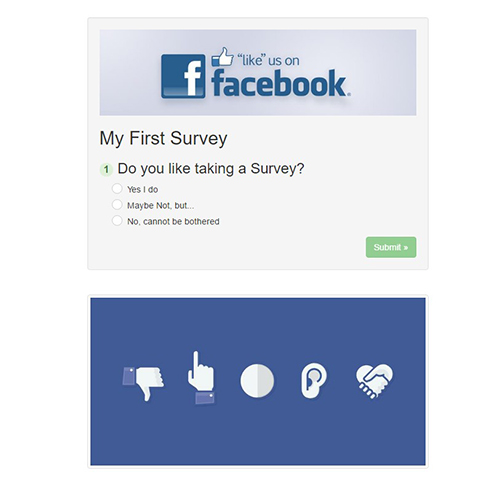 "like" us on
f facebook®
My First Survey
1 Do you like taking a Survey?
Yes I do
Maybe Not, but...
No, cannot be bothered
Submit »